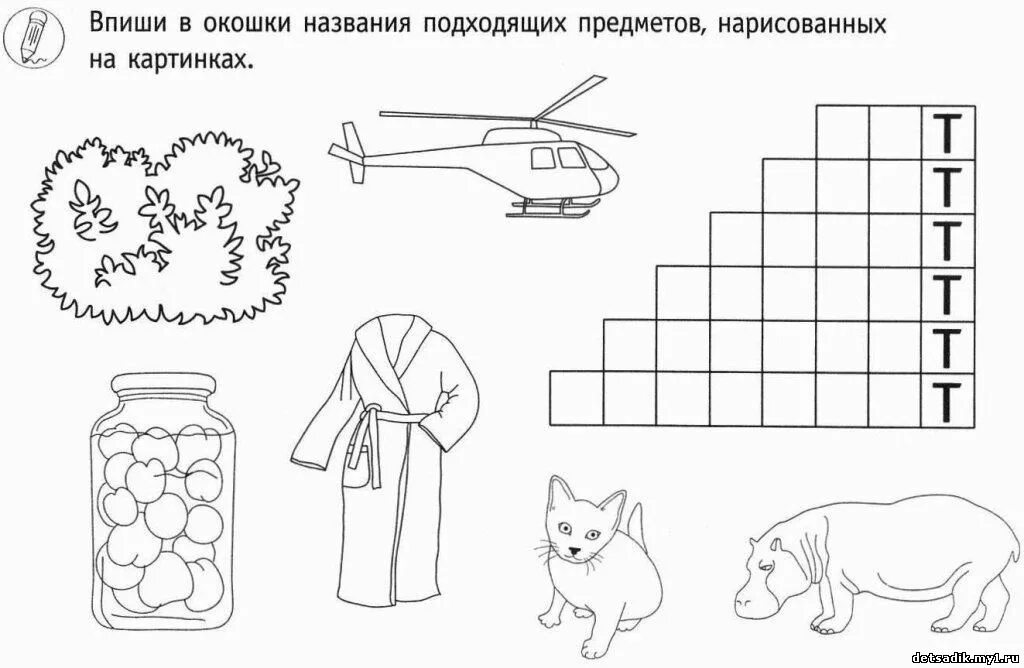 Впиши в окошки названия подходящих предметов, нарисованных
на картинках.
Т
Т
Т
Т
Т
Т
detsadik.my1.ru